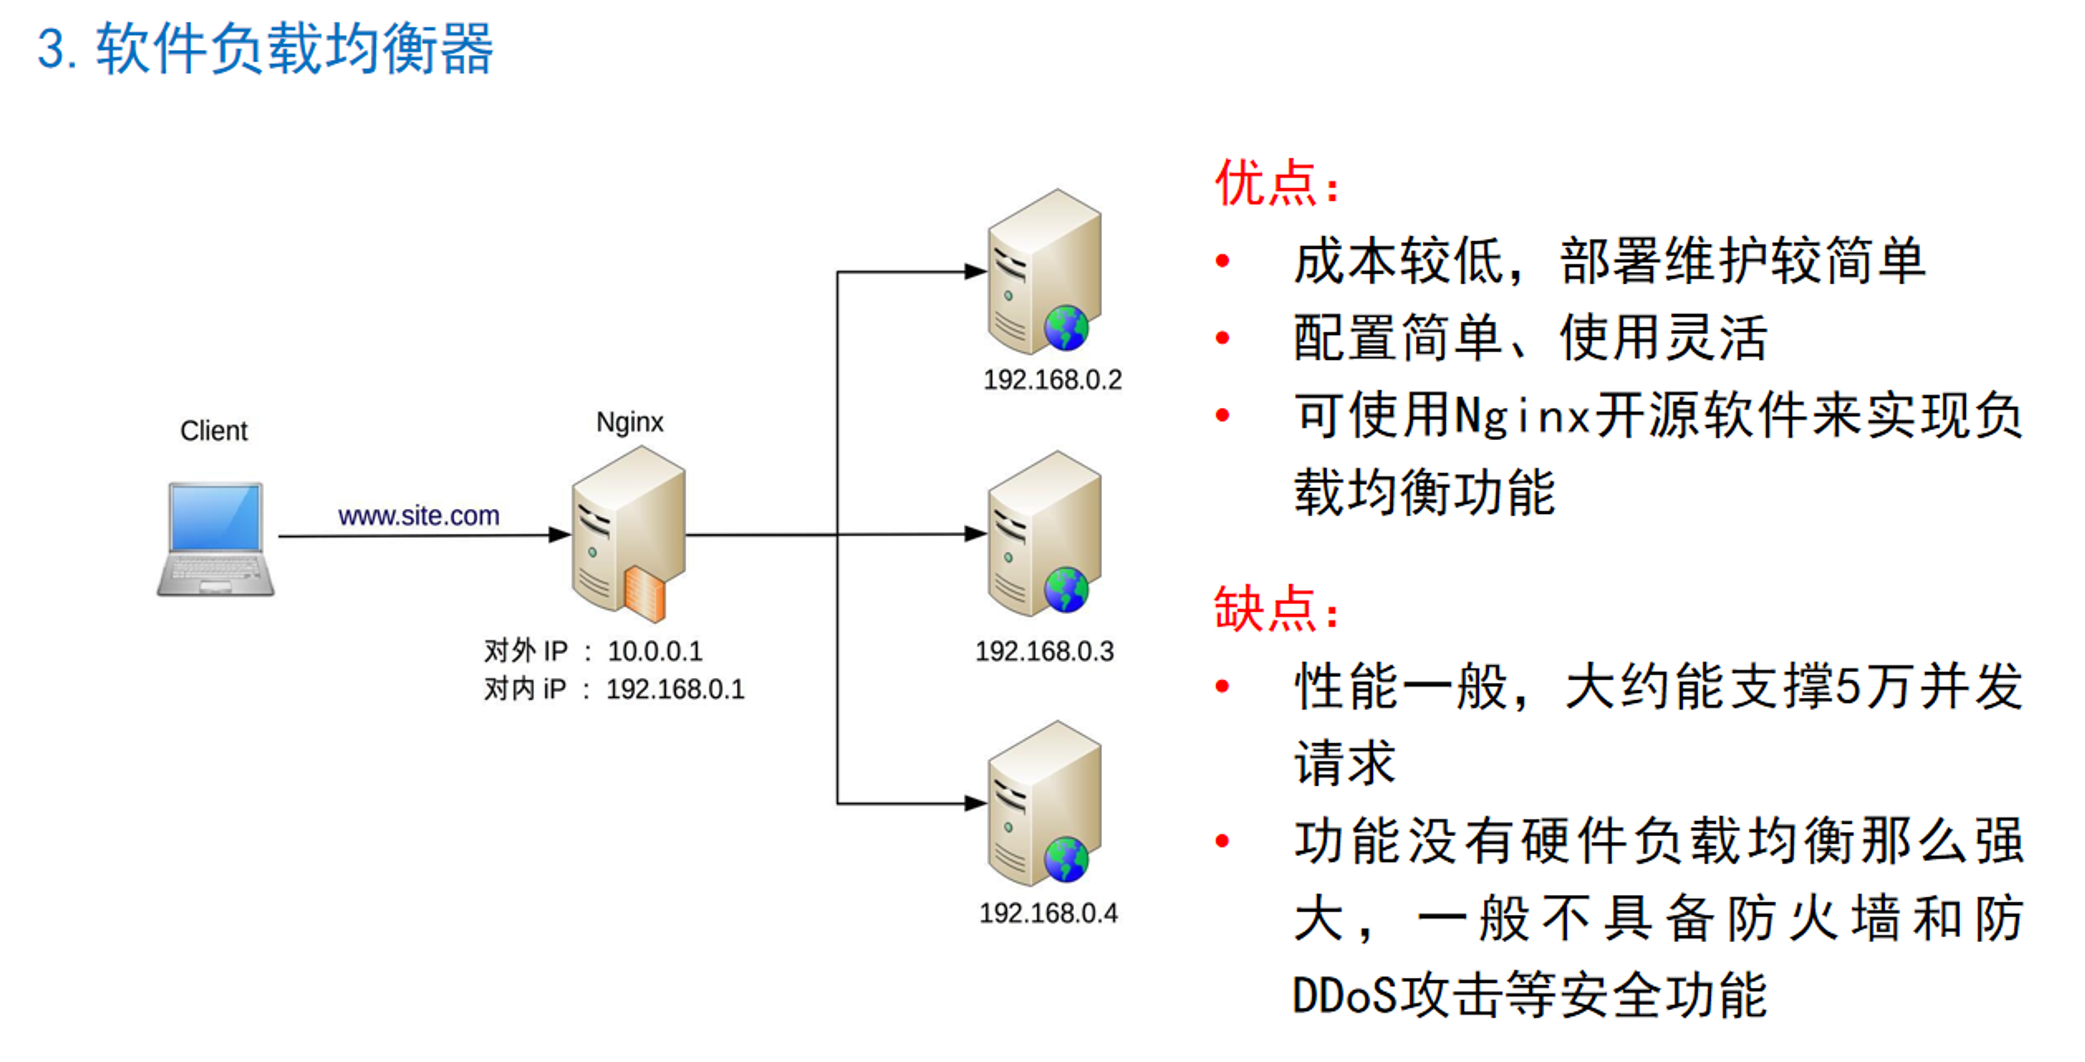 3. 软件负载均衡器
Client
www.site.com
Nginx
对外 IP : 10.0.0.1
对内 iP : 192.168.0.1
192.168.0.2
192.168.0.3
192.168.0.4
优点：
• 成本较低，部署维护较简单
• 配置简单、使用灵活
• 可使用Nginx开源软件来实现负
载均衡功能
缺点：
• 性能一般，大约能支撑5万并发
请求
• 功能没有硬件负载均衡那么强
大，一般不具备防火墙和防
DDoS攻击等安全功能